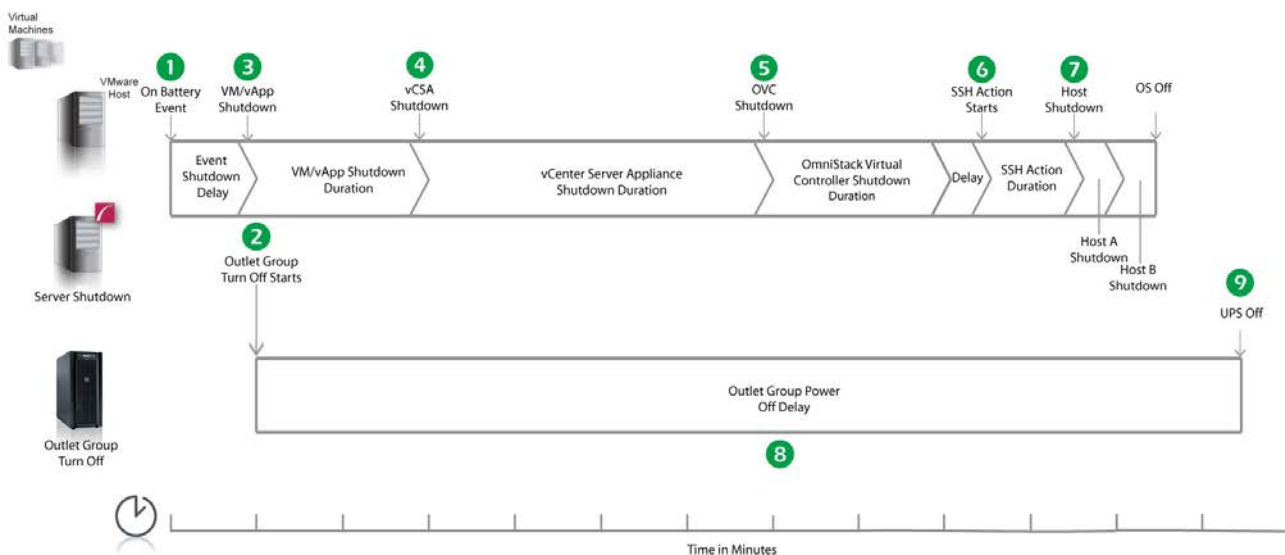 Virtual
Machines
VMware
Host
1
On Battery
Event
3
VM/vApp
Shutdown
4
vCSA
Shutdown
5
OVC
Shutdown
6
SSH Action
Starts
7
Host
Shutdown
OS Off
Event
Shutdown
Delay
VM/vApp Shutdown
Duration
vCenter Server Appliance
Shutdown Duration
OmniStack Virtual
Controller Shutdown
Duration
Delay
SSH Action
Duration
Host A
Shutdown
Host B
Shutdown
Server Shutdown
2
Outlet Group
Turn Off Starts
9
UPS Off
Outlet Group Power
Off Delay
8
Outlet Group
Turn Off
Time in Minutes